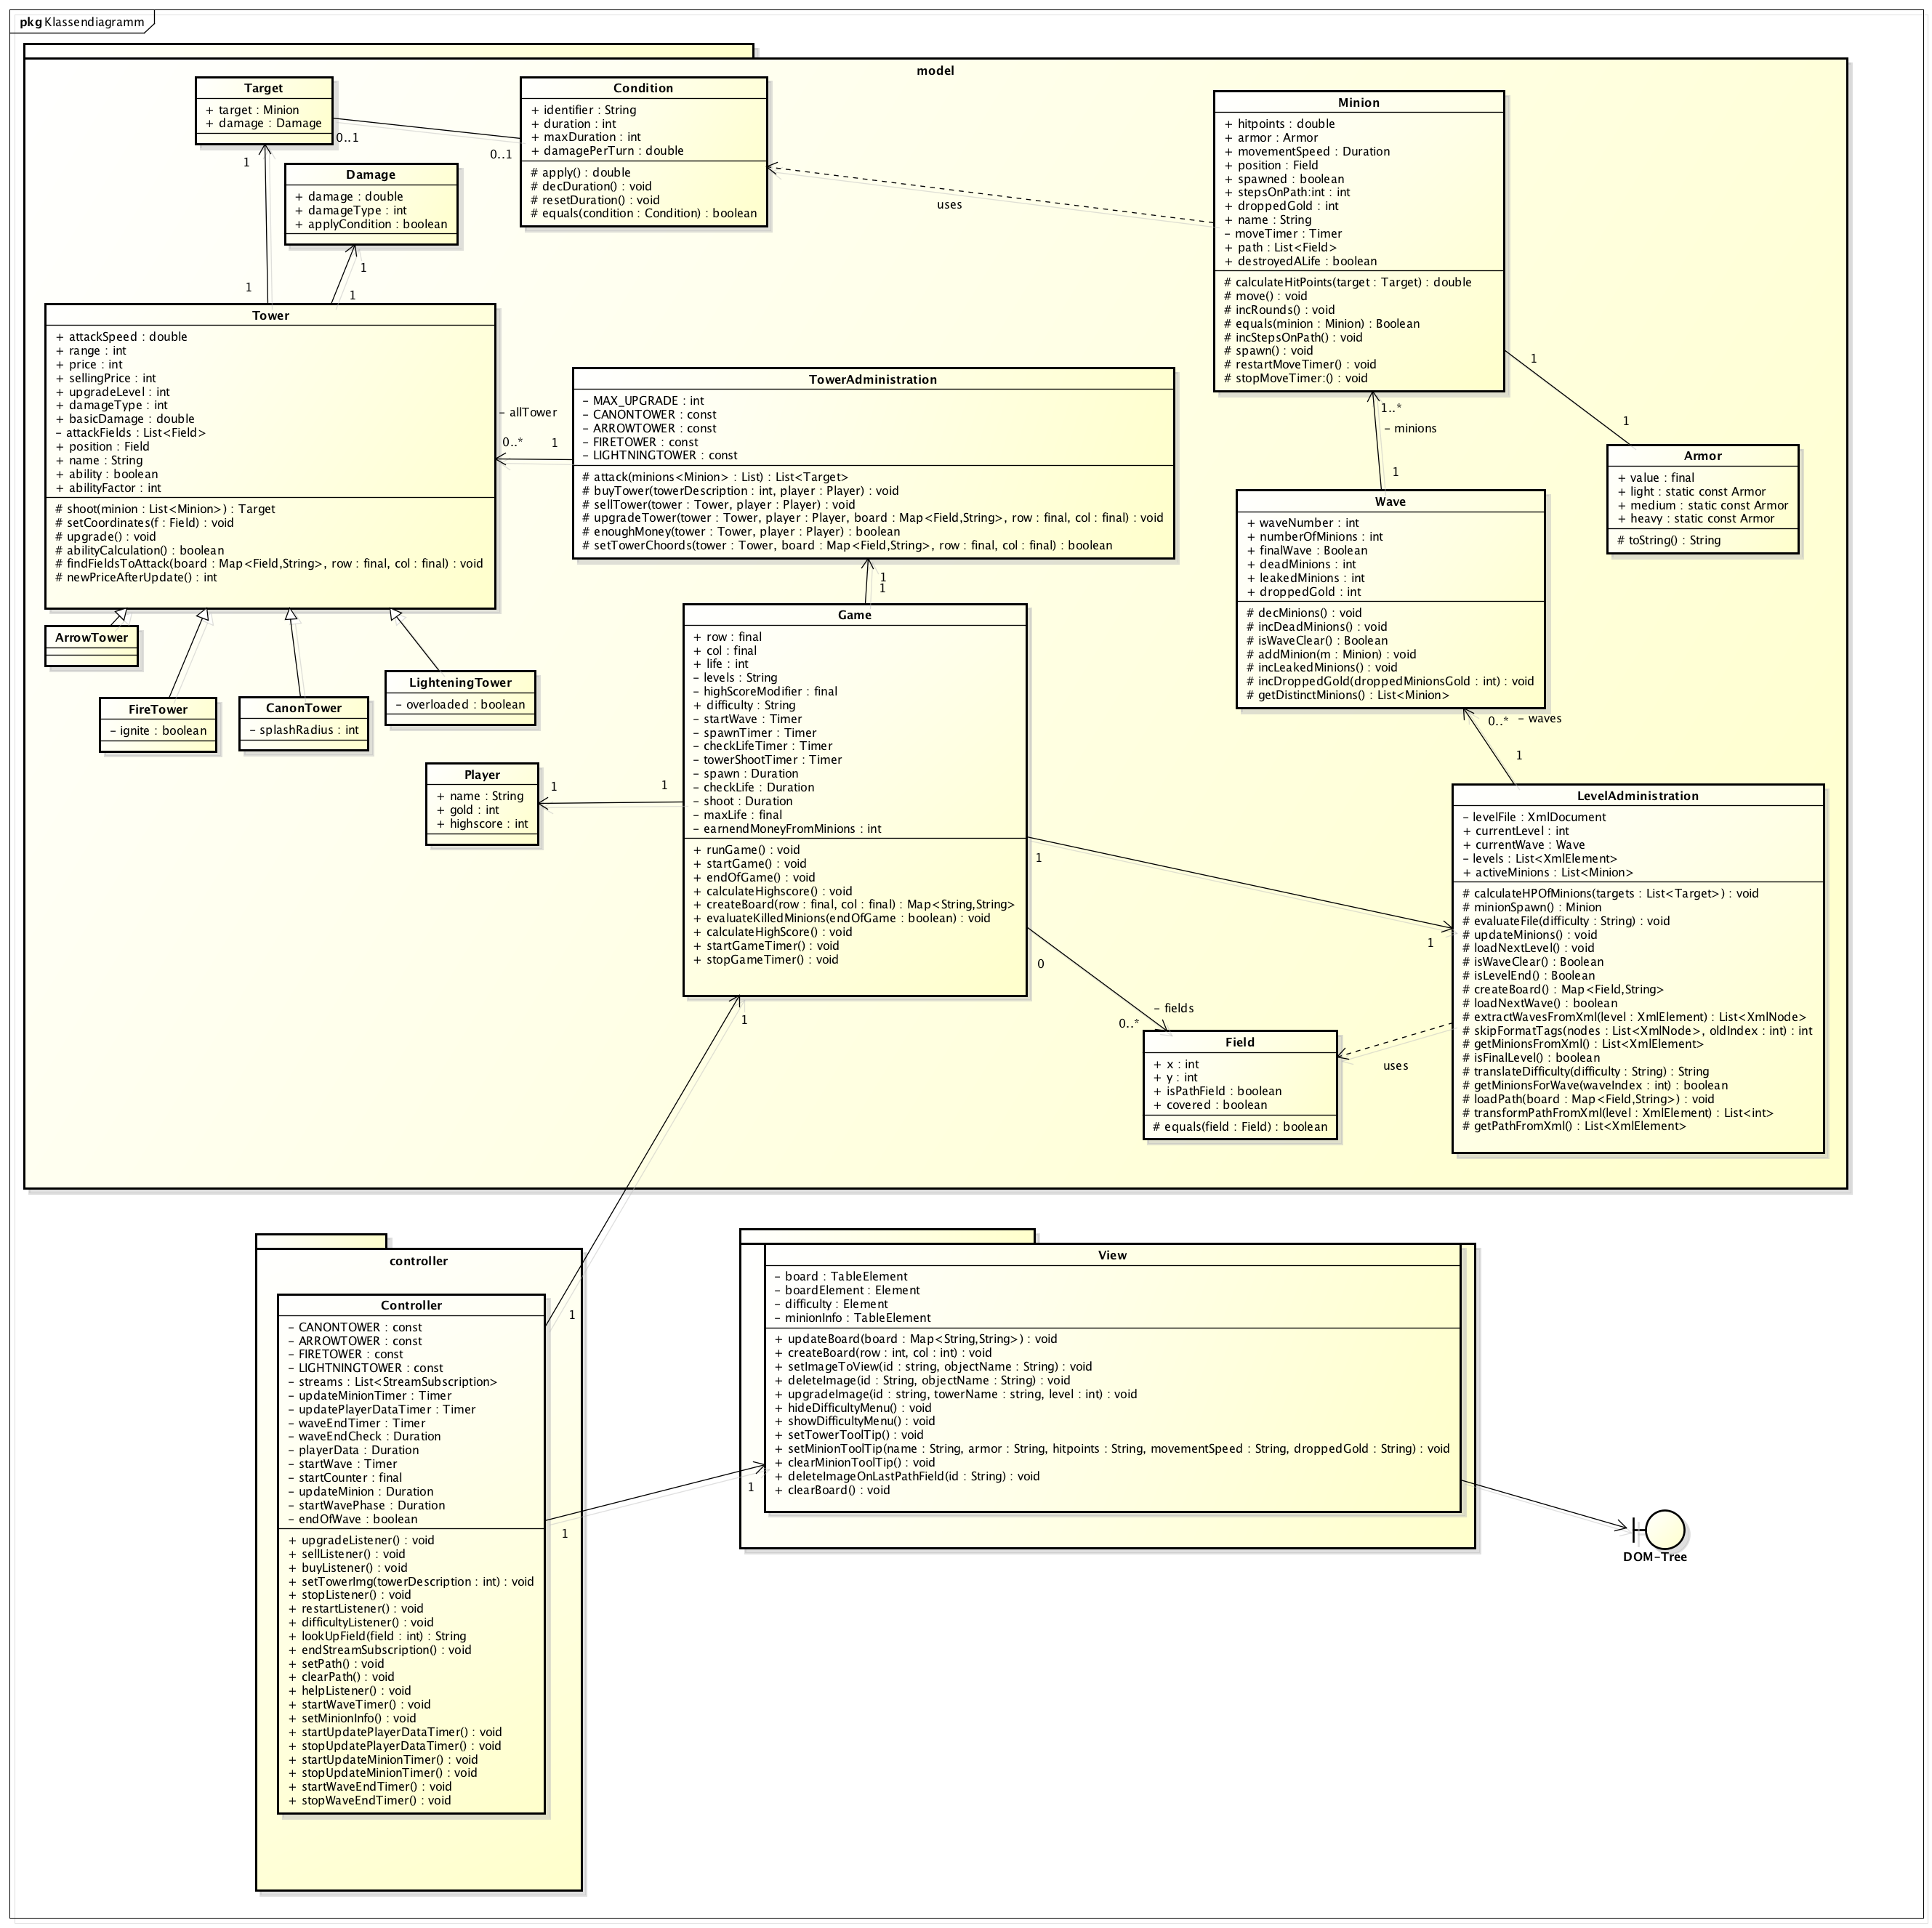 pkg Klassendiagramm
model
Target
+ target : Minion
+ damage : Damage
0..1
0..1
1
1
Condition
+ identifier : String
+ duration : int
+ maxDuration : int
+ damagePerTurn : double
# apply() : double
# decDuration() : void
# resetDuration() : void
# equals(condition : Condition) : boolean
uses
Minion
+ hitpoints : double
+ armor : Armor
+ movementSpeed : Duration
+ position : Field
+ spawned : boolean
+ stepsOnPath:int : int
+ droppedGold : int
+ name : String
– moveTimer : Timer
+ path : List<Field>
+ destroyedALife : boolean
# calculateHitPoints(target : Target) : double
# move() : void
# incRounds() : void
# equals(minion : Minion) : Boolean
# incStepsOnPath() : void
# spawn() : void
# restartMoveTimer() : void
# stopMoveTimer:() : void
Damage
+ damage : double
+ damageType : int
+ applyCondition : boolean
1
1
Tower
+ attackSpeed : double
+ range : int
+ price : int
+ sellingPrice : int
+ upgradeLevel : int
+ damageType : int
+ basicDamage : double
– attackFields : List<Field>
+ position : Field
+ name : String
+ ability : boolean
+ abilityFactor : int
# shoot(minion : List<Minion>) : Target
# setCoordinates(f : Field) : void
# upgrade() : void
# abilityCalculation() : boolean
# findFieldsToAttack(board : Map<Field,String>, row : final, col : final) : void
# newPriceAfterUpdate() : int
– allTower
0..*
1
TowerAdministration
– MAX_UPGRADE : int
– CANONTOWER : const
– ARROWTOWER : const
– FIRETOWER : const
– LIGHTNINGTOWER : const
# attack(minions<Minion> : List) : List<Target>
# buyTower(towerDescription : int, player : Player) : void
# sellTower(tower : Tower, player : Player) : void
# upgradeTower(tower : Tower, player : Player, board : Map<Field,String>, row : final, col : final) : void
# enoughMoney(tower : Tower, player : Player) : boolean
# setTowerChoords(tower : Tower, board : Map<Field,String>, row : final, col : final) : boolean
1
1
1
1
Armor
+ value : final
+ light : static const Armor
+ medium : static const Armor
+ heavy : static const Armor
# toString() : String
1..*
– minions
1
Wave
+ waveNumber : int
+ numberOfMinions : int
+ finalWave : Boolean
+ deadMinions : int
+ leakedMinions : int
+ droppedGold : int
# decMinions() : void
# incDeadMinions() : void
# isWaveClear() : Boolean
# addMinion(m : Minion) : void
# incLeakedMinions() : void
# incDroppedGold(droppedMinionsGold : int) : void
# getDistinctMinions() : List<Minion>
0..*
– waves
1
ArrowTower
FireTower
– ignite : boolean
CanonTower
– splashRadius : int
LighteningTower
– overloaded : boolean
Player
+ name : String
+ gold : int
+ highscore : int
1
1
Game
+ row : final
+ col : final
+ life : int
– levels : String
– highScoreModifier : final
+ difficulty : String
– startWave : Timer
– spawnTimer : Timer
– checkLifeTimer : Timer
– towerShootTimer : Timer
– spawn : Duration
– checkLife : Duration
– shoot : Duration
– maxLife : final
– earnendMoneyFromMinions : int
+ runGame() : void
+ startGame() : void
+ endOfGame() : void
+ calculateHighscore() : void
+ createBoard(row : final, col : final) : Map<String,String>
+ evaluateKilledMinions(endOfGame : boolean) : void
+ calculateHighScore() : void
+ startGameTimer() : void
+ stopGameTimer() : void
1
1
0
– fields
0..*
LevelAdministration
– levelFile : XmlDocument
+ currentLevel : int
+ currentWave : Wave
– levels : List<XmlElement>
+ activeMinions : List<Minion>
# calculateHPOfMinions(targets : List<Target>) : void
# minionSpawn() : Minion
# evaluateFile(difficulty : String) : void
# updateMinions() : void
# loadNextLevel() : void
# isWaveClear() : Boolean
# isLevelEnd() : Boolean
# createBoard() : Map<Field,String>
# loadNextWave() : boolean
# extractWavesFromXml(level : XmlElement) : List<XmlNode>
# skipFormatTags(nodes : List<XmlNode>, oldIndex : int) : int
# getMinionsFromXml() : List<XmlElement>
# isFinalLevel() : boolean
# translateDifficulty(difficulty : String) : String
# getMinionsForWave(waveIndex : int) : boolean
# loadPath(board : Map<Field,String>) : void
# transformPathFromXml(level : XmlElement) : List<int>
# getPathFromXml() : List<XmlElement>
Field
+ x : int
+ y : int
+ isPathField : boolean
+ covered : boolean
# equals(field : Field) : boolean
uses
1
1
controller
Controller
– CANONTOWER : const
– ARROWTOWER : const
– FIRETOWER : const
– LIGHTNINGTOWER : const
– streams : List<StreamSubscription>
– updateMinionTimer : Timer
– updatePlayerDataTimer : Timer
– waveEndTimer : Timer
– waveEndCheck : Duration
– playerData : Duration
– startWave : Timer
– startCounter : final
– updateMinion : Duration
– startWavePhase : Duration
– endOfWave : boolean
+ upgradeListener() : void
+ sellListener() : void
+ buyListener() : void
+ setTowerImg(towerDescription : int) : void
+ stopListener() : void
+ restartListener() : void
+ difficultyListener() : void
+ lookUpField(field : int) : String
+ endStreamSubscription() : void
+ setPath() : void
+ clearPath() : void
+ helpListener() : void
+ startWaveTimer() : void
+ setMinionInfo() : void
+ startUpdatePlayerDataTimer() : void
+ stopUpdatePlayerDataTimer() : void
+ startUpdateMinionTimer() : void
+ stopUpdateMinionTimer() : void
+ startWaveEndTimer() : void
+ stopWaveEndTimer() : void
1
1
View
– board : TableElement
– boardElement : Element
– difficulty : Element
– minionInfo : TableElement
+ updateBoard(board : Map<String,String>) : void
+ createBoard(row : int, col : int) : void
+ setImageToView(id : string, objectName : String) : void
+ deleteImage(id : String, objectName : String) : void
+ upgradeImage(id : string, towerName : string, level : int) : void
+ hideDifficultyMenu() : void
+ showDifficultyMenu() : void
+ setTowerToolTip() : void
+ setMinionToolTip(name : String, armor : String, hitpoints : String, movementSpeed : String, droppedGold : String) : void
+ clearMinionToolTip() : void
+ deleteImageOnLastPathField(id : String) : void
+ clearBoard() : void
DOM-Tree